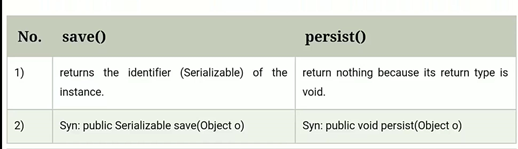 No. save() persist()
1) returns the identifier (Serializable) of the return nothing because its return type is
instance. void.
2) Syn: public Serializable save(Object o) Syn: public void persist(Object o)